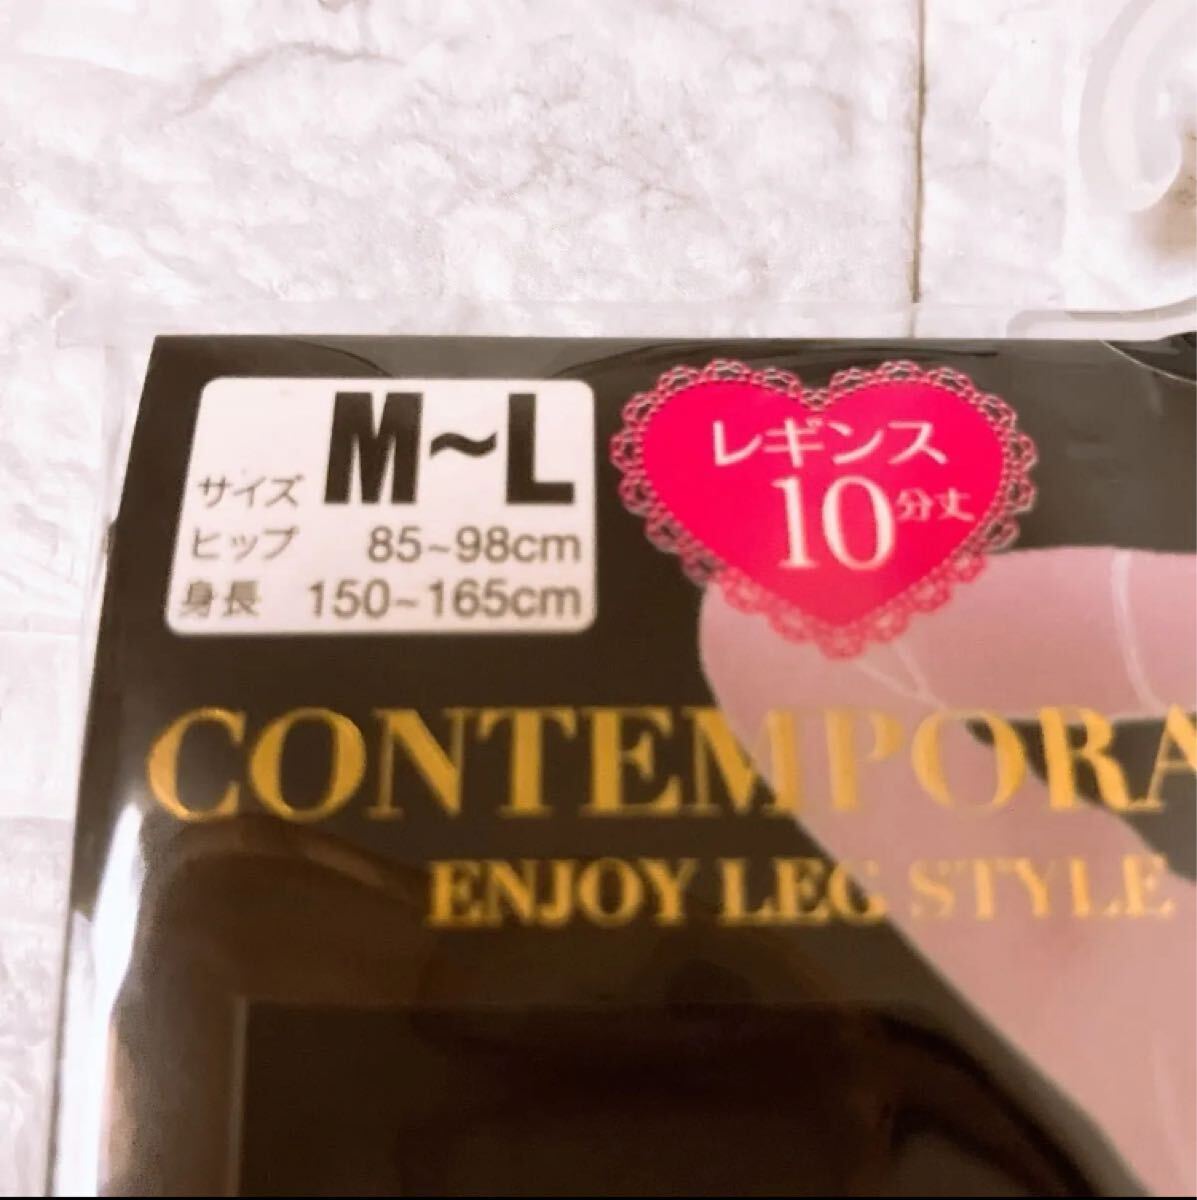 サイズ M~L
ヒップ 85~98cm
身長 150~165cm
レギンス
10分丈
CONTEMPORA
ENJOY LEG STYLE